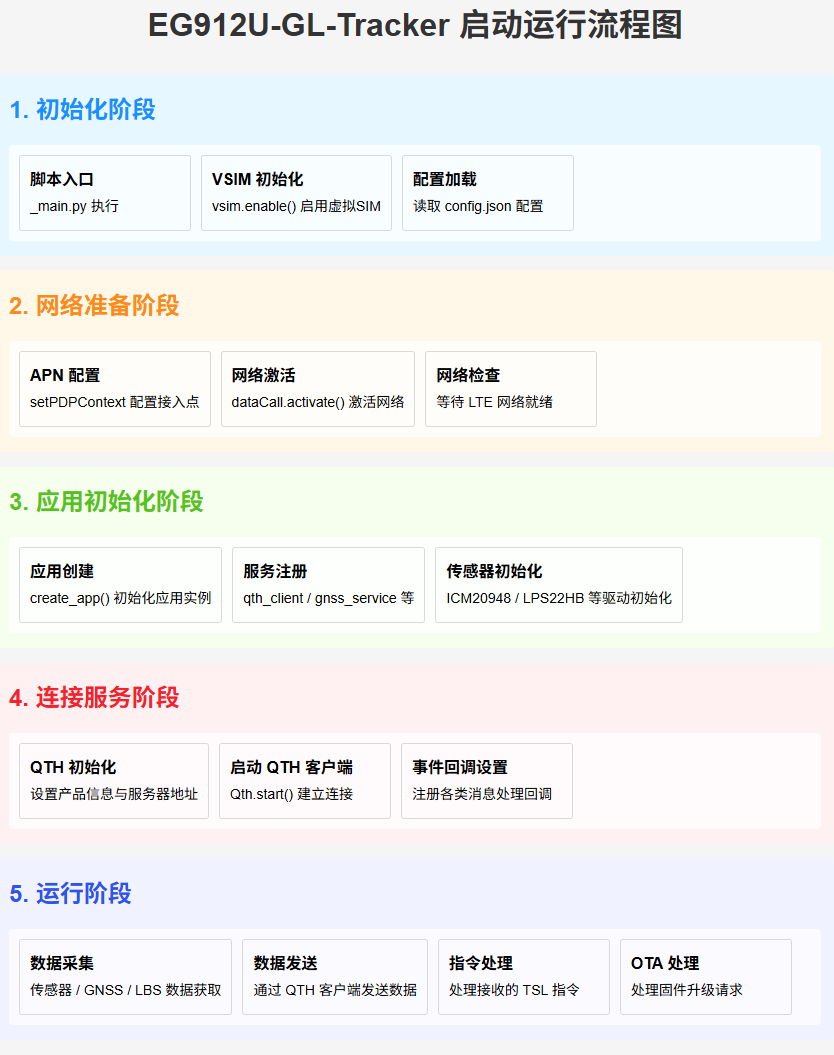 EG912U-GL-Tracker 启动运行流程图
1. 初始化阶段
脚本入口
_main.py 执行
VSIM 初始化
vsim.enable() 启用虚拟SIM
配置加载
读取 config.json 配置
2. 网络准备阶段
APN 配置
setPDPContext 配置接入点
网络激活
dataCall.activate() 激活网络
网络检查
等待 LTE 网络就绪
3. 应用初始化阶段
应用创建
create_app() 初始化应用实例
服务注册
qth_client / gnss_service 等
传感器初始化
ICM20948 / LPS22HB 等驱动初始化
4. 连接服务阶段
QTH 初始化
设置产品信息与服务器地址
启动 QTH 客户端
Qth.start() 建立连接
事件回调设置
注册各类消息处理回调
5. 运行阶段
数据采集
传感器 / GNSS / LBS 数据获取
数据发送
通过 QTH 客户端发送数据
指令处理
处理接收的 TSL 指令
OTA 处理
处理固件升级请求